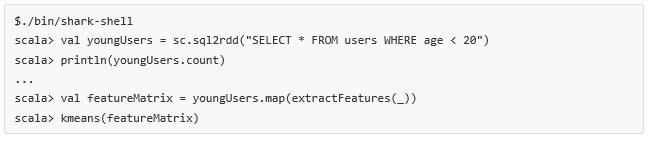 $./bin/shark-shell
scala> val youngUsers = sc.sql2rdd("SELECT * FROM users WHERE age < 20")
scala> println(youngUsers.count)
...
scala> val featureMatrix = youngUsers.map(extractFeatures(_))
scala> kmeans(featureMatrix)